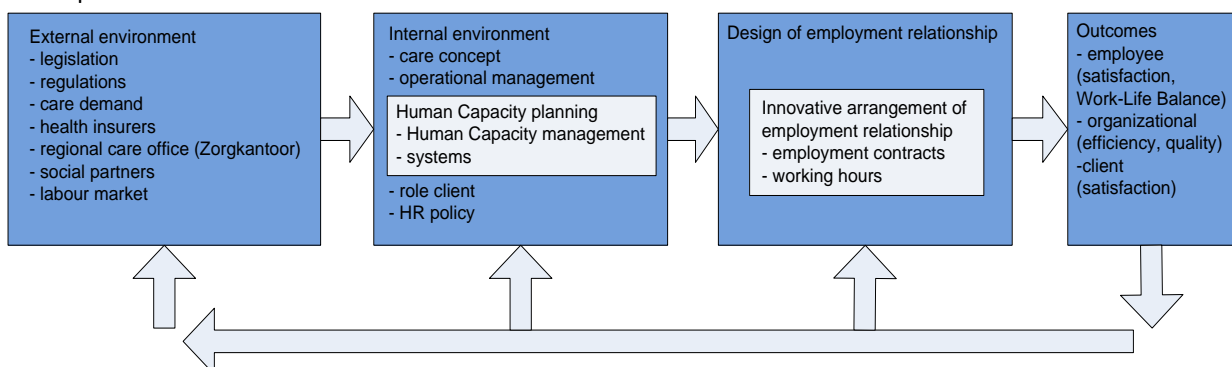 External environment
- legislation
- regulations
- care demand
- health insurers
- regional care office (Zorgkantoor)
- social partners
- labour market
Internal environment
- care concept
- operational management
Human Capacity planning
- Human Capacity management
- systems
- role client
- HR policy
Design of employment relationship
Innovative arrangement of
employment relationship
- employment contracts
- working hours
Outcomes
- employee
(satisfaction,
Work-Life Balance)
- organizational
(efficiency, quality)
-client
(satisfaction)